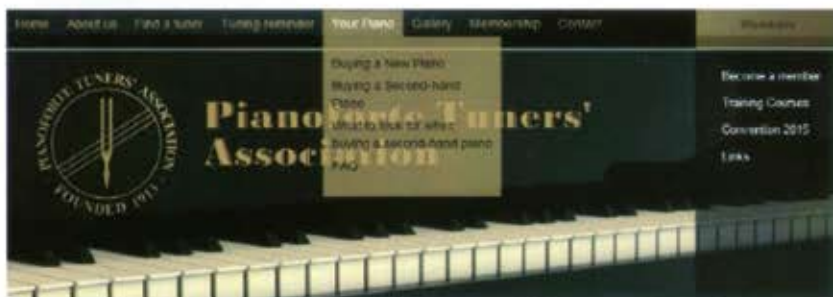 Home About us Find a tuner Tuning reminder Your Piano Gallery Membership Contact Members
Buying a New Piano
Buying a Second-hand
Piano
What to look for when
buying a second-hand piano
FAQ
Become a member
Training Courses
Convention 2015
Links
PIANOFORTE TUNERS' ASSOCIATION
FOUNDED 1913
Pianoforte Tuners'
Association